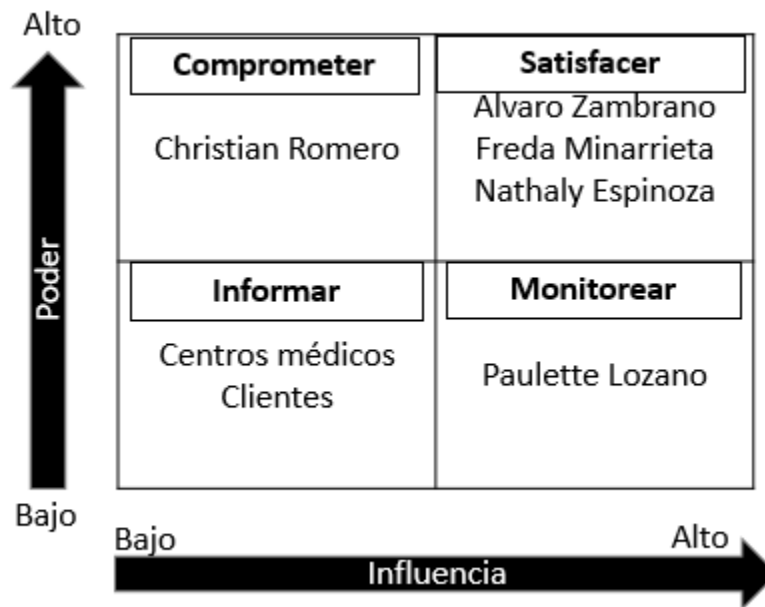 Alto
Comprometer
Christian Romero
Satisfacer
Alvaro Zambrano
Freda Minarrieta
Nathaly Espinoza
Poder
Informar
Centros médicos
Clientes
Monitorear
Paulette Lozano
Bajo
Bajo
Alto
Influencia